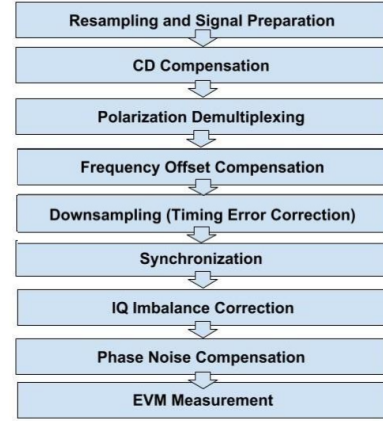 Resampling and Signal Preparation
CD Compensation
Polarization Demultiplexing
Frequency Offset Compensation
Downsampling (Timing Error Correction)
Synchronization
IQ Imbalance Correction
Phase Noise Compensation
EVM Measurement